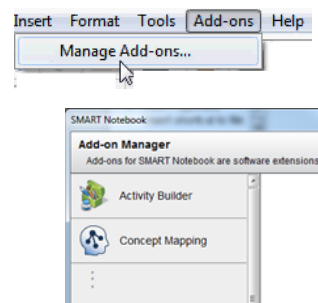 Insert Format Tools Add-ons Help
Manage Add-ons...
SMART Notebook
Add-on Manager
Add-ons for SMART Notebook are software extensions
Activity Builder
Concept Mapping